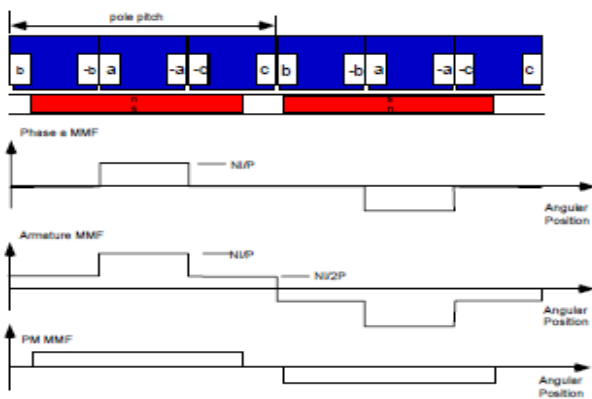 pole pitch
b -b a -a -c c b -b a -a -c c
Phase a MMF
NI/P
Angular
Position
Armature MMF
NI/P
NI/2P
Angular
Position
PM MMF
Angular
Position